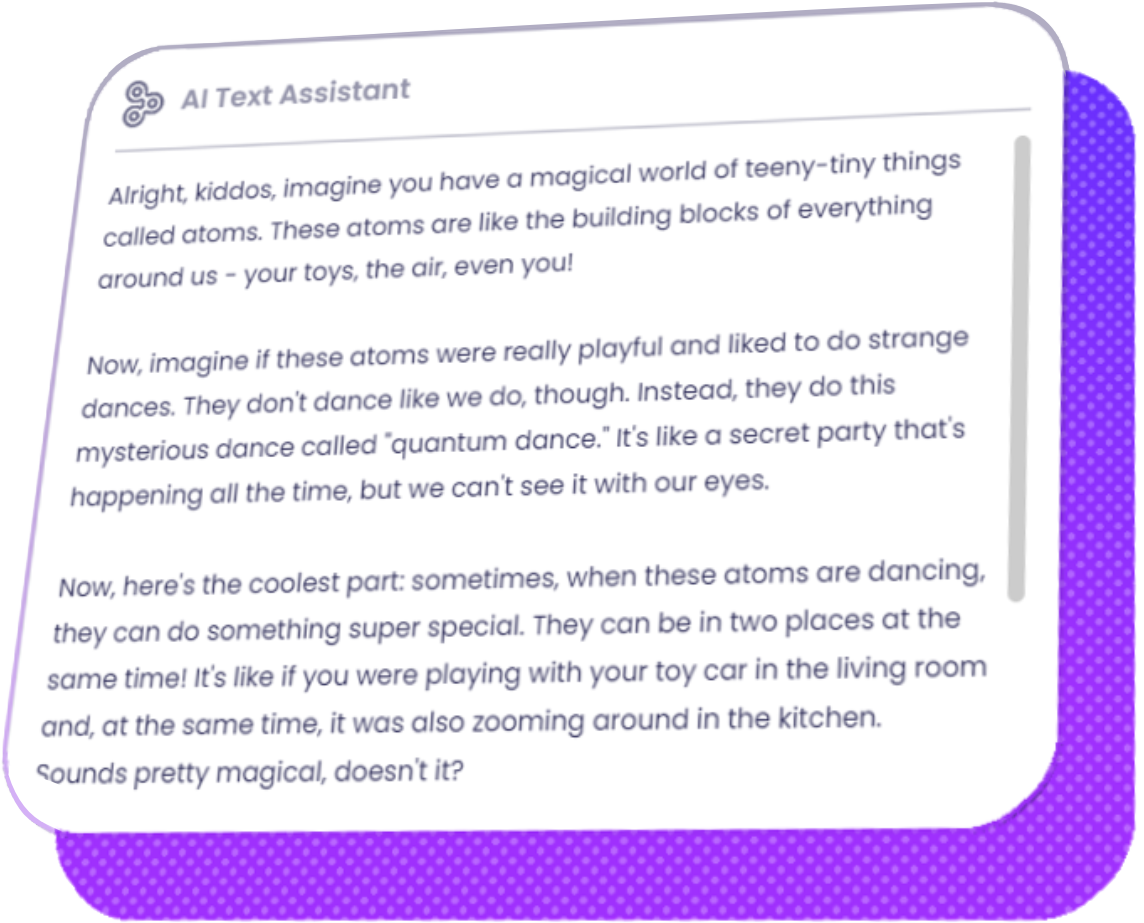 AI Text Assistant
Alright, kiddos, imagine you have a magical world of teeny-tiny things
called atoms. These atoms are like the building blocks of everything
around us - your toys, the air, even you!
Now, imagine if these atoms were really playful and liked to do strange
dances. They don't dance like we do, though. Instead, they do this
mysterious dance called "quantum dance." It's like a secret party that's
happening all the time, but we can't see it with our eyes.
Now, here's the coolest part: sometimes, when these atoms are dancing,
they can do something super special. They can be in two places at the
same time! It's like if you were playing with your toy car in the living room
and, at the same time, it was also zooming around in the kitchen.
Sounds pretty magical, doesn't it?